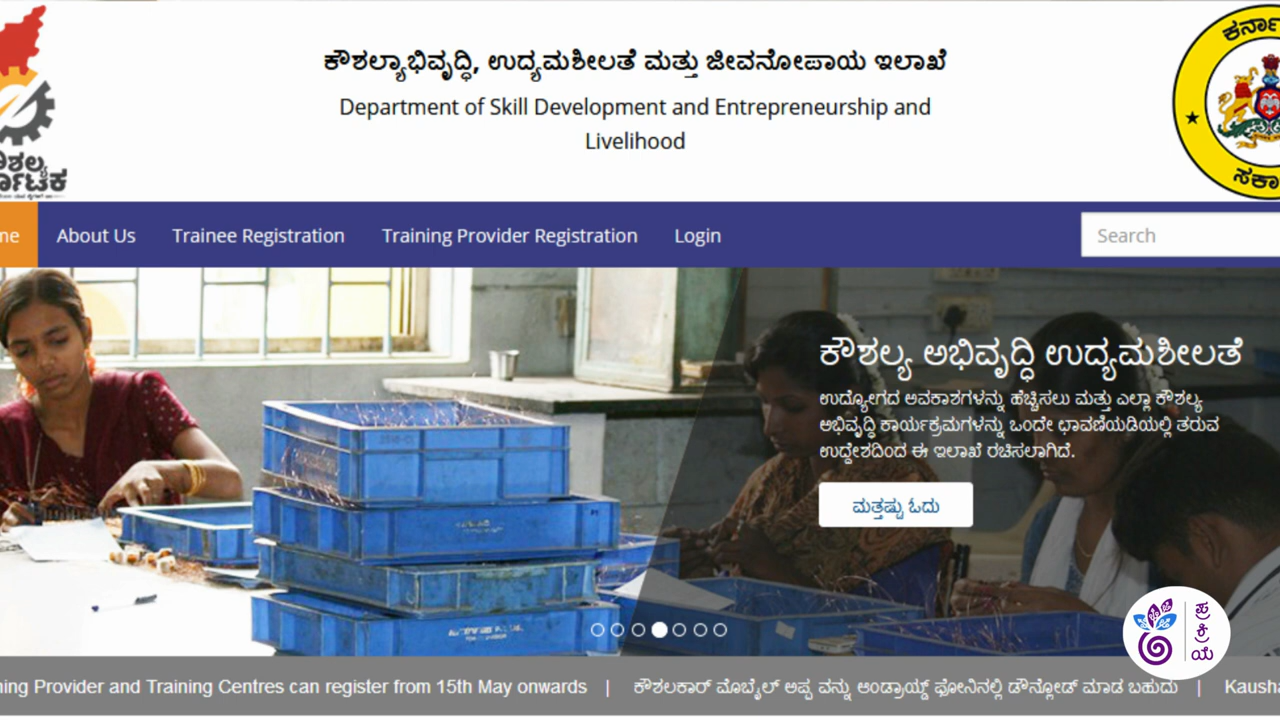 ಕೌಶಲ್ಯಾಭಿವೃದ್ಧಿ, ಉದ್ಯಮಶೀಲತೆ ಮತ್ತು ಜೀವನೋಪಾಯ ಇಲಾಖೆ
Department of Skill Development and Entrepreneurship and
Livelihood
About Us Trainee Registration Training Provider Registration Login Search
ಕೌಶಲ್ಯ ಅಭಿವೃದ್ಧಿ ಉದ್ಯಮಶೀಲತೆ
ಉದ್ಯೋಗದ ಅವಕಾಶಗಳನ್ನು ಹೆಚ್ಚಿಸಲು ಮತ್ತು ಎಲ್ಲಾ ಕೌಶಲ್ಯ
ಅಭಿವೃದ್ಧಿ ಕಾರ್ಯಕ್ರಮಗಳನ್ನು ಒಂದೇ ಛಾವಣಿಯಡಿಯಲ್ಲಿ ತರುವ
ಉದ್ದೇಶದಿಂದ ಈ ಇಲಾಖೆ ರಚಿಸಲಾಗಿದೆ.
ಮತ್ತಷ್ಟು ಓದು
ಪ್ರಕ್ರಿಯೆ
ning Provider and Training Centres can register from 15th May onwards | ಕೌಶಲಕಾರ್ ಮೊಬೈಲ್ ಅಪ್ಪ ವನ್ನು ಅಂಡ್ರಾಯ್ಡ್ ಫೋನಿನಲ್ಲಿ ಡೌನ್ಲೋಡ್ ಮಾಡ ಬಹುದು | Kausha